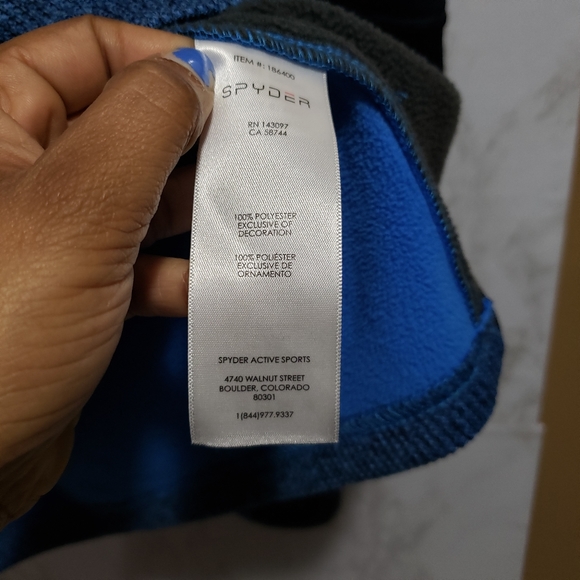 ITEM #: 186400
SPYDER
RN 143097
CA 58744
100% POLYESTER
EXCLUSIVE OF
DECORATION
100% POLIÉSTER
EXCLUSIVE DE
ORNAMENTO
SPYDER ACTIVE SPORTS
4740 WALNUT STREET
BOULDER, COLORADO
80301
1(844)977.9337